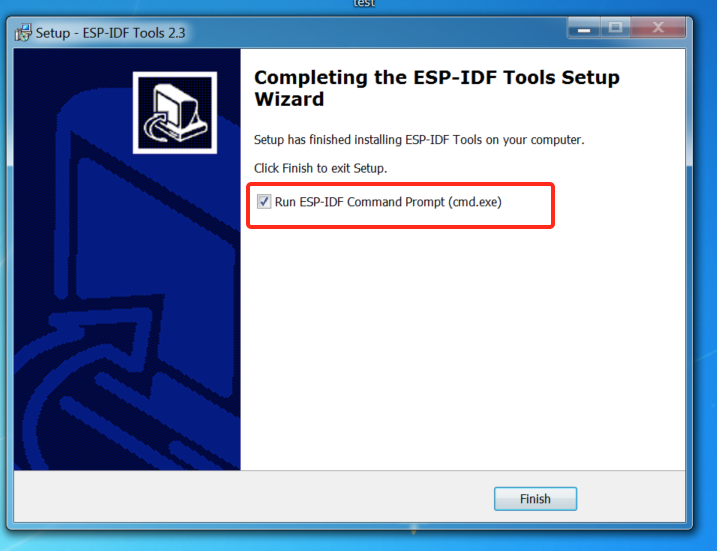 test
Setup - ESP-IDF Tools 2.3
Completing the ESP-IDF Tools Setup
Wizard
Setup has finished installing ESP-IDF Tools on your computer.
Click Finish to exit Setup.
Run ESP-IDF Command Prompt (cmd.exe)
Finish